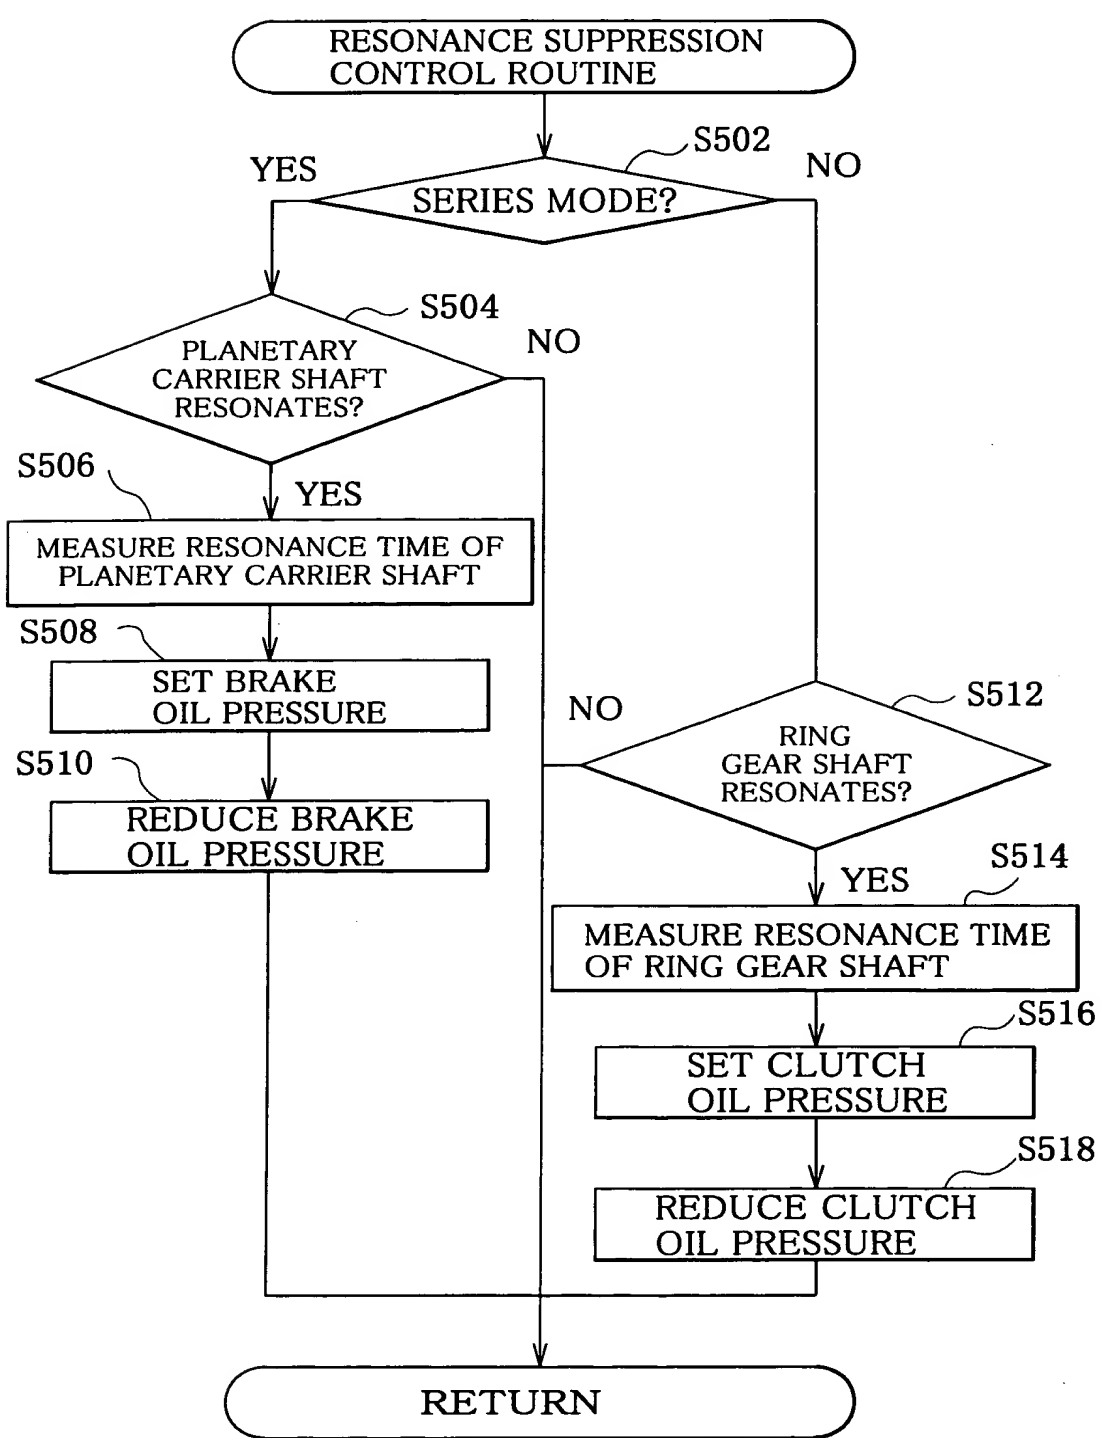 RESONANCE SUPPRESSION
CONTROL ROUTINE
S502
YES
NO
SERIES MODE?
S504
NO
PLANETARY
CARRIER SHAFT
RESONATES?
S506
YES
MEASURE RESONANCE TIME OF
PLANETARY CARRIER SHAFT
S508
SET BRAKE
OIL PRESSURE
S510
REDUCE BRAKE
OIL PRESSURE
S512
NO
RING
GEAR SHAFT
RESONATES?
S514
YES
MEASURE RESONANCE TIME
OF RING GEAR SHAFT
S516
SET CLUTCH
OIL PRESSURE
S518
REDUCE CLUTCH
OIL PRESSURE
RETURN